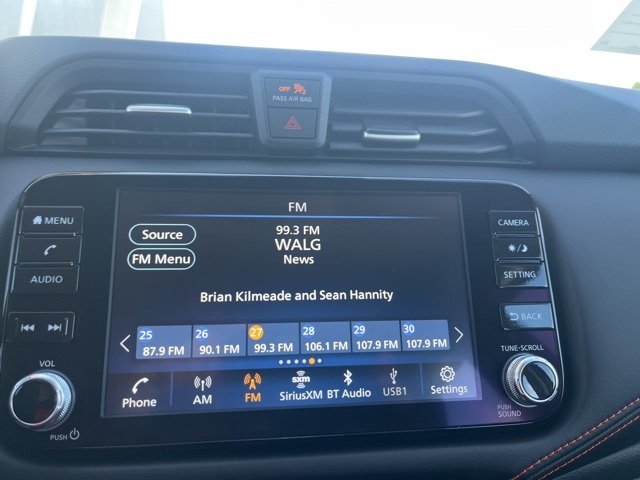 OFF
PASS AIR BAG
FM
MENU
Source
99.3 FM
CAMERA
WALG
FM Menu
News
AUDIO
SETTING
Brian Kilmeade and Sean Hannity
BACK
25 26 27 28 29 30
87.9 FM 90.1 FM 99.3 FM 106.1 FM 107.9 FM 107.9 FM
VOL
TUNE·SCROLL
sxm
Phone AM FM SiriusXM BT Audio USB1 Settings
PUSH
PUSH
SOUND